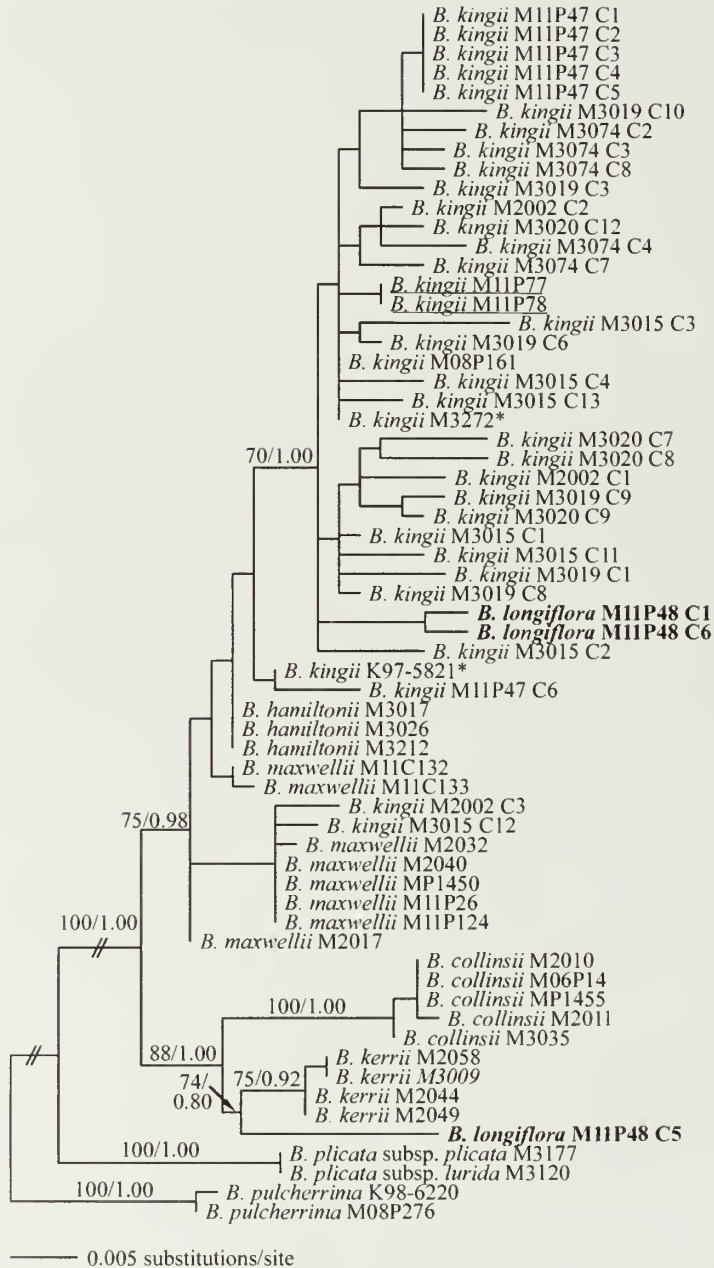 B. kingii M11P47 C1
B. kingii M11P47 C2
B. kingii M11P47 C3
B. kingii M11P47 C4
B. kingii M11P47 C5
B. kingii M3019 C10
B. kingii M3074 C2
B. kingii M3074 C3
B. kingii M3074 C8
B. kingii M3019 C3
B. kingii M2002 C2
B. kingii M3020 C12
B. kingii M3074 C4
B. kingii M3074 C7
B. kingii M11P77
B. kingii M11P78
B. kingii M3015 C3
B. kingii M3019 C6
B. kingii M08P161
B. kingii M3015 C4
B. kingii M3015 C13
B. kingii M3272*
B. kingii M3020 C7
70/1.00
B. kingii M3020 C8
B. kingii M2002 C1
B. kingii M3019 C9
B. kingii M3020 C9
B. kingii M3015 C1
B. kingii M3015 C11
B. kingii M3019 C1
B. kingii M3019 C8
B. longiflora M11P48 C1
B. longiflora M11P48 C6
B. kingii M3015 C2
B. kingii K97-5821*
B. kingii M11P47 C6
B. hamiltonii M3017
B. hamiltonii M3026
B. hamiltonii M3212
B. maxwellii M11C132
B. maxwellii M11C133
B. kingii M2002 C3
75/0.98
B. kingii M3015 C12
B. maxwellii M2032
B. maxwellii M2040
B. maxwellii MP1450
B. maxwellii M11P26
B. maxwellii M11P124
100/1.00
B. maxwellii M2017
B. collinsii M2010
B. collinsii M06P14
B. collinsii MP1455
100/1.00
B. collinsii M2011
B. collinsii M3035
88/1.00
B. kerrii M2058
74/
0.80
75/0.92
B. kerrii M3009
B. kerrii M2044
B. kerrii M2049
B. longiflora M11P48 C5
100/1.00
B. plicata subsp. plicata M3177
B. plicata subsp. lurida M3120
100/1.00
B. pulcherrima K98-6220
B. pulcherrima M08P276
0.005 substitutions/site